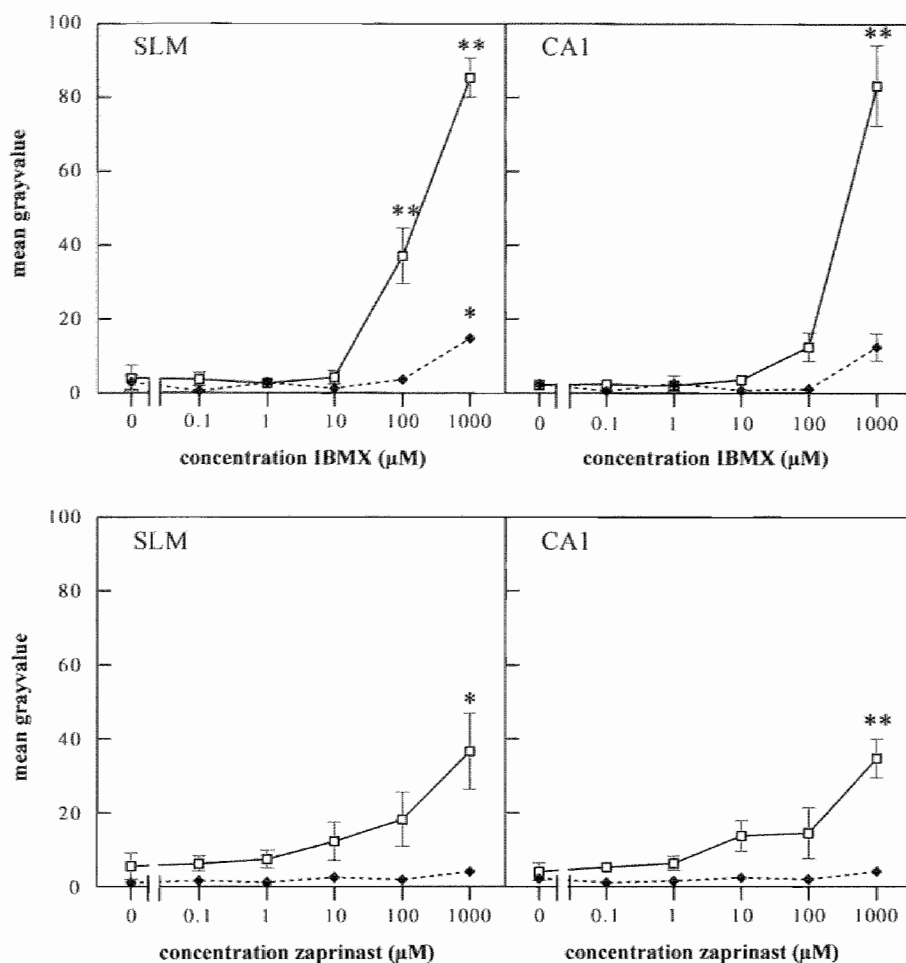 100
80
60
40
20
0
mean grayvalue
SLM
**
**
*
0 0.1 1 10 100 1000
concentration IBMX (µM)
CA1
**
0 0.1 1 10 100 1000
concentration IBMX (µM)
100
80
60
40
20
0
mean grayvalue
SLM
*
0 0.1 1 10 100 1000
concentration zaprinast (µM)
CA1
**
0 0.1 1 10 100 1000
concentration zaprinast (µM)